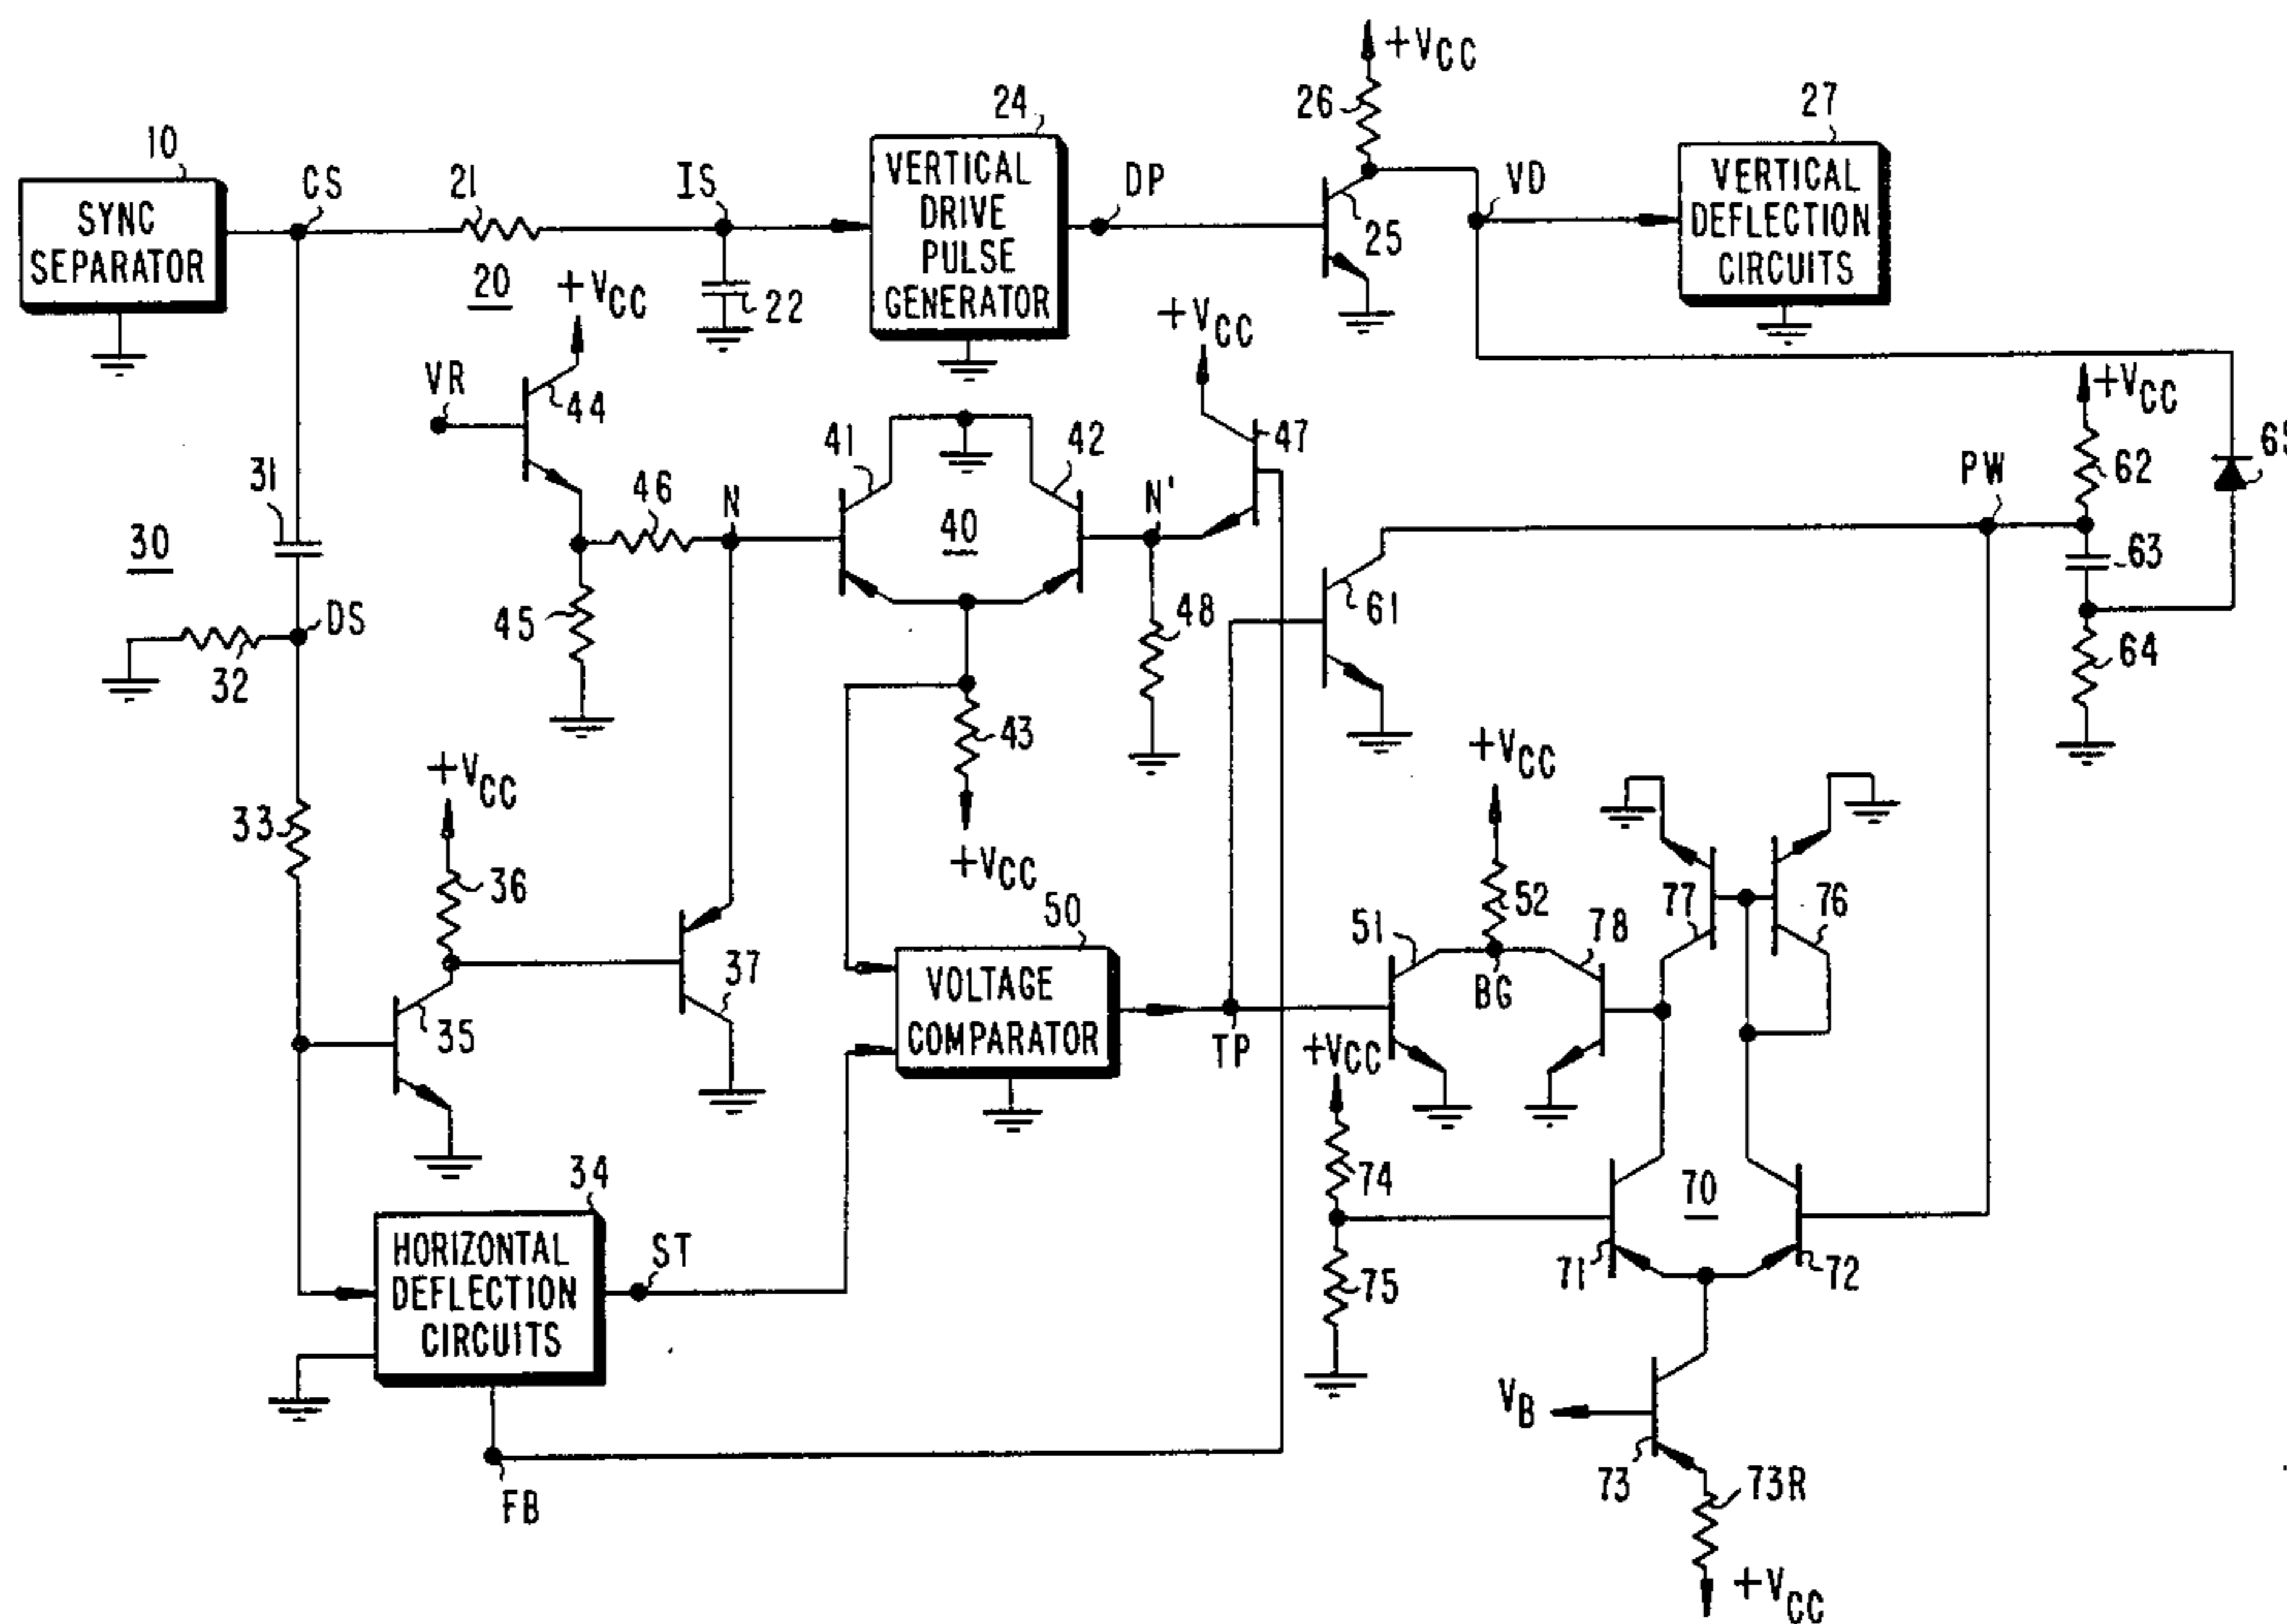 10
SYNC
SEPARATOR
CS
21
IS
20
22
24
VERTICAL
DRIVE
PULSE
GENERATOR
DP
+VCC
26
25
VD
27
VERTICAL
DEFLECTION
CIRCUITS
+VCC
VR
44
+VCC
47
+VCC
62
65
PW
63
64
31
30
DS
32
46
N
45
41
42
40
N'
48
43
+VCC
61
33
+VCC
36
35
37
50
VOLTAGE
COMPARATOR
TP
+VCC
52
51
78
BG
77
76
+VCC
74
75
70
71
72
34
HORIZONTAL
DEFLECTION
CIRCUITS
ST
FB
VB
73
73R
+VCC